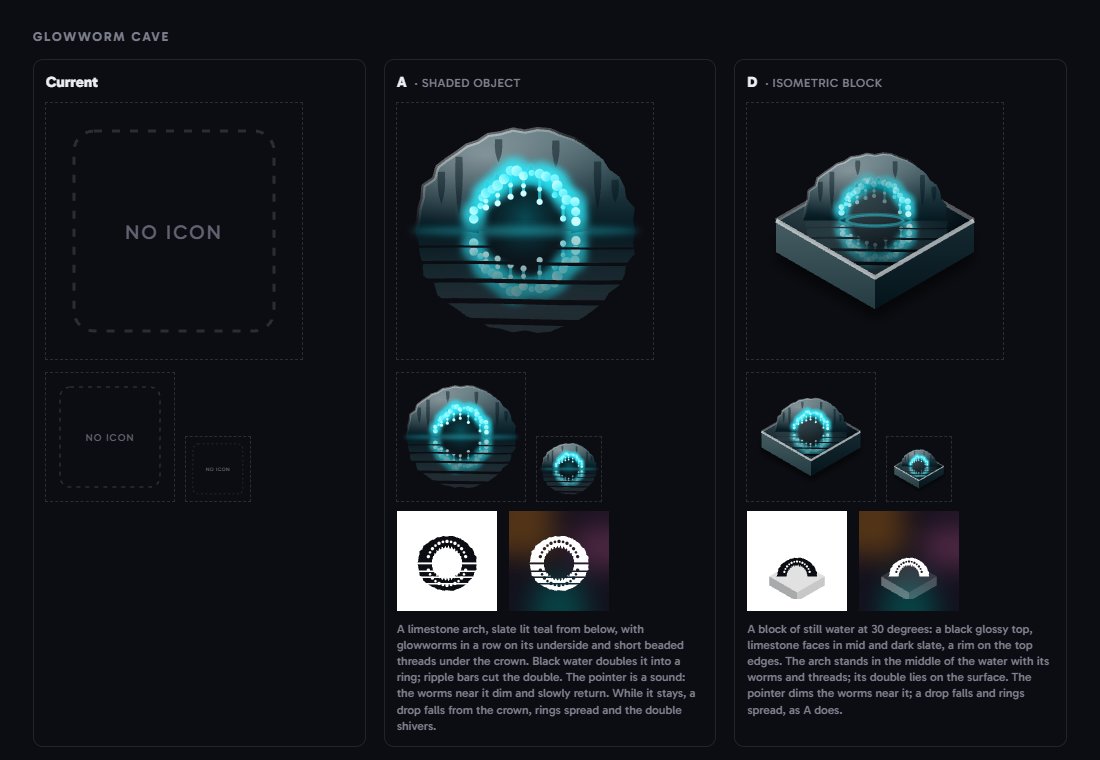 GLOWWORM CAVE
Current
NO ICON
NO ICON
NO ICON
A · SHADED OBJECT
A limestone arch, slate lit teal from below, with
glowworms in a row on its underside and short beaded
threads under the crown. Black water doubles it into a
ring; ripple bars cut the double. The pointer is a sound:
the worms near it dim and slowly return. While it stays, a
drop falls from the crown, rings spread and the double
shivers.
D · ISOMETRIC BLOCK
A block of still water at 30 degrees: a black glossy top,
limestone faces in mid and dark slate, a rim on the top
edges. The arch stands in the middle of the water with its
worms and threads; its double lies on the surface. The
pointer dims the worms near it; a drop falls and rings
spread, as A does.